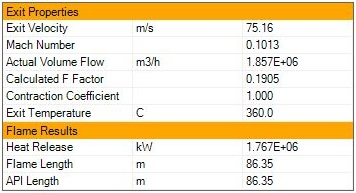 Exit Properties
Exit Velocity m/s 75.16
Mach Number 0.1013
Actual Volume Flow m3/h 1.857E+06
Calculated F Factor 0.1905
Contraction Coefficient 1.000
Exit Temperature C 360.0
Flame Results
Heat Release kW 1.767E+06
Flame Length m 86.35
API Length m 86.35